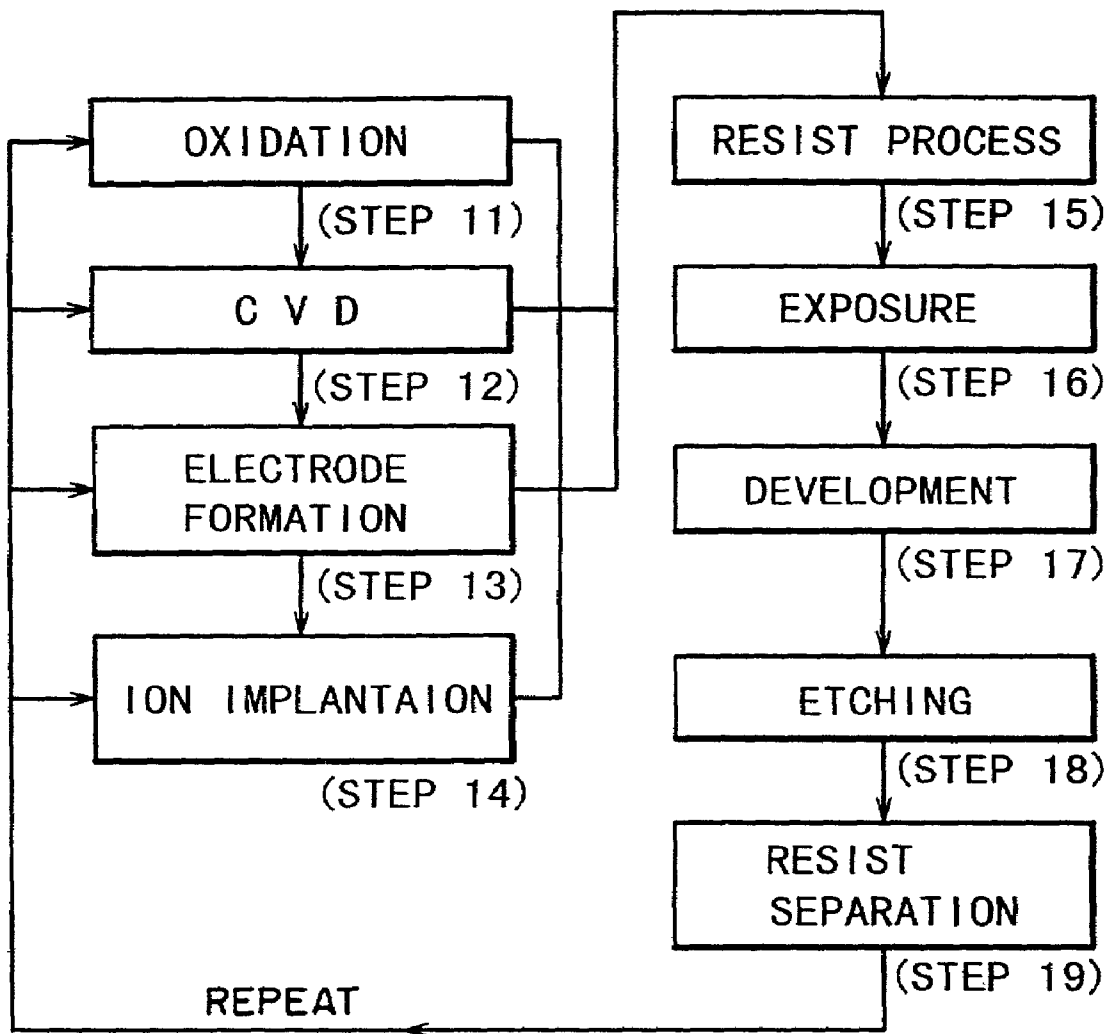 OXIDATION
(STEP 11)
C V D
(STEP 12)
ELECTRODE
FORMATION
(STEP 13)
ION IMPLANTAION
(STEP 14)
RESIST PROCESS
(STEP 15)
EXPOSURE
(STEP 16)
DEVELOPMENT
(STEP 17)
ETCHING
(STEP 18)
RESIST
SEPARATION
(STEP 19)
REPEAT